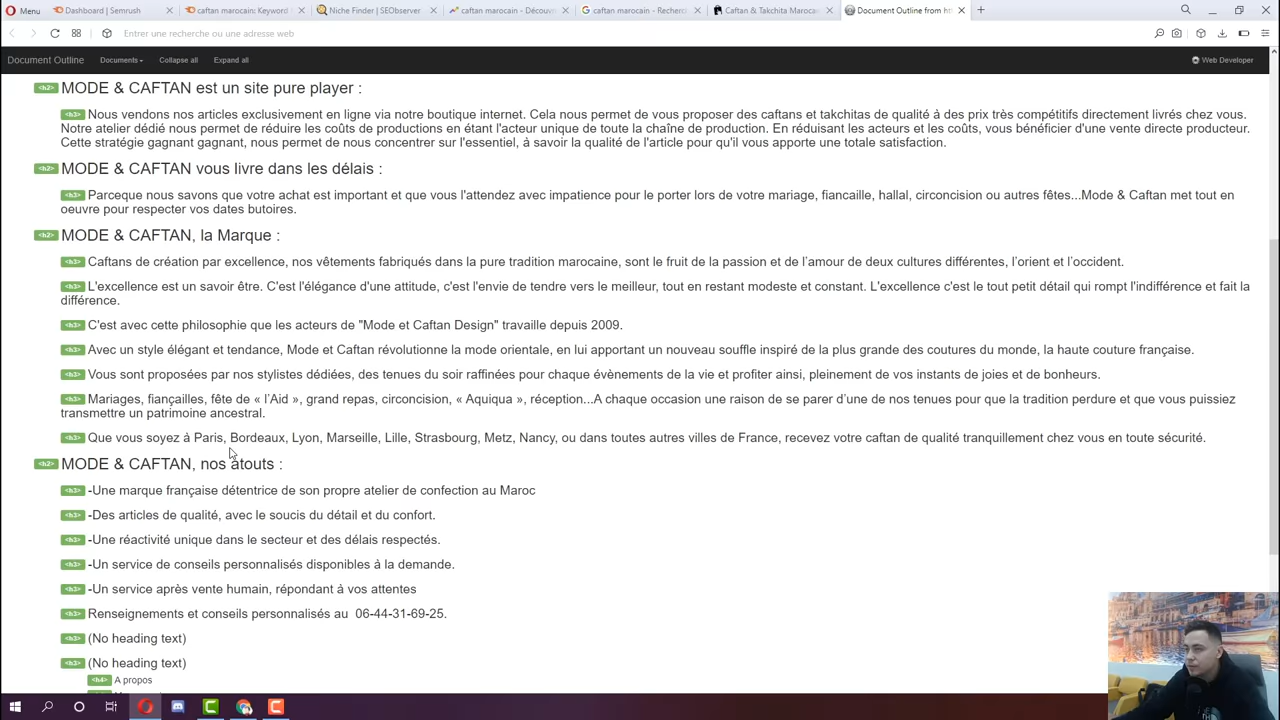 Menu
Dashboard | Semrush
caftan marocain: Keyword
Niche Finder | SEObserver
caftan marocain - Découvr
caftan marocain - Recherc
Caftan & Takchita Maroca
Document Outline from ht
Entrer une recherche ou une adresse web
Document Outline Documents Collapse all Expand all Web Developer
<h2> MODE & CAFTAN est un site pure player :
<h3> Nous vendons nos articles exclusivement en ligne via notre boutique internet. Cela nous permet de vous proposer des caftans et takchitas de qualité à des prix très compétitifs directement livrés chez vous.
Notre atelier dédié nous permet de réduire les coûts de productions en étant l'acteur unique de toute la chaîne de production. En réduisant les acteurs et les coûts, vous bénéficier d'une vente directe producteur.
Cette stratégie gagnant gagnant, nous permet de nous concentrer sur l'essentiel, à savoir la qualité de l'article pour qu'il vous apporte une totale satisfaction.
<h2> MODE & CAFTAN vous livre dans les délais :
<h3> Parceque nous savons que votre achat est important et que vous l'attendez avec impatience pour le porter lors de votre mariage, fiancaille, hallal, circoncision ou autres fêtes...Mode & Caftan met tout en
oeuvre pour respecter vos dates butoires.
<h2> MODE & CAFTAN, la Marque :
<h3> Caftans de création par excellence, nos vêtements fabriqués dans la pure tradition marocaine, sont le fruit de la passion et de l'amour de deux cultures différentes, l'orient et l'occident.
<h3> L'excellence est un savoir être. C'est l'élégance d'une attitude, c'est l'envie de tendre vers le meilleur, tout en restant modeste et constant. L'excellence c'est le tout petit détail qui rompt l'indifférence et fait la
différence.
<h3> C'est avec cette philosophie que les acteurs de "Mode et Caftan Design" travaille depuis 2009.
<h3> Avec un style élégant et tendance, Mode et Caftan révolutionne la mode orientale, en lui apportant un nouveau souffle inspiré de la plus grande des coutures du monde, la haute couture française.
<h3> Vous sont proposées par nos stylistes dédiées, des tenues du soir raffinées pour chaque évènements de la vie et profiter ainsi, pleinement de vos instants de joies et de bonheurs.
<h3> Mariages, fiançailles, fête de « l'Aid », grand repas, circoncision, « Aquiqua », réception...A chaque occasion une raison de se parer d'une de nos tenues pour que la tradition perdure et que vous puissiez
transmettre un patrimoine ancestral.
<h3> Que vous soyez à Paris, Bordeaux, Lyon, Marseille, Lille, Strasbourg, Metz, Nancy, ou dans toutes autres villes de France, recevez votre caftan de qualité tranquillement chez vous en toute sécurité.
<h2> MODE & CAFTAN, nos atouts :
<h3> -Une marque française détentrice de son propre atelier de confection au Maroc
<h3> -Des articles de qualité, avec le soucis du détail et du confort.
<h3> -Une réactivité unique dans le secteur et des délais respectés.
<h3> -Un service de conseils personnalisés disponibles à la demande.
<h3> -Un service après vente humain, répondant à vos attentes
<h3> Renseignements et conseils personnalisés au 06-44-31-69-25.
<h3> (No heading text)
<h3> (No heading text)
<h4> A propos